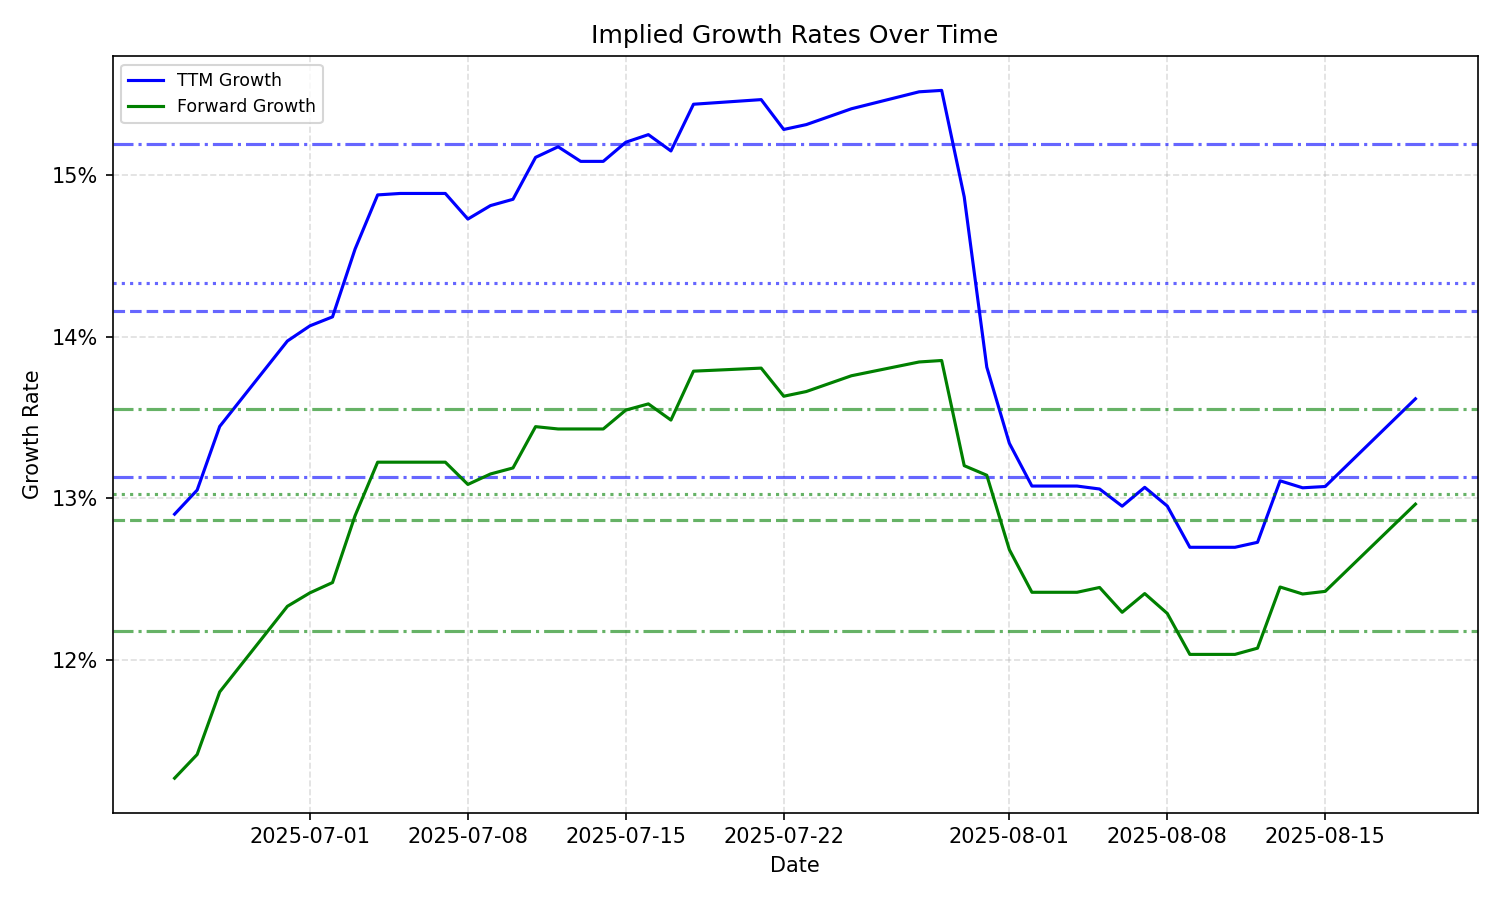 Implied Growth Rates Over Time
TTM Growth
Forward Growth
15%
14%
13%
12%
Growth Rate
2025-07-01 2025-07-08 2025-07-15 2025-07-22 2025-08-01 2025-08-08 2025-08-15
Date